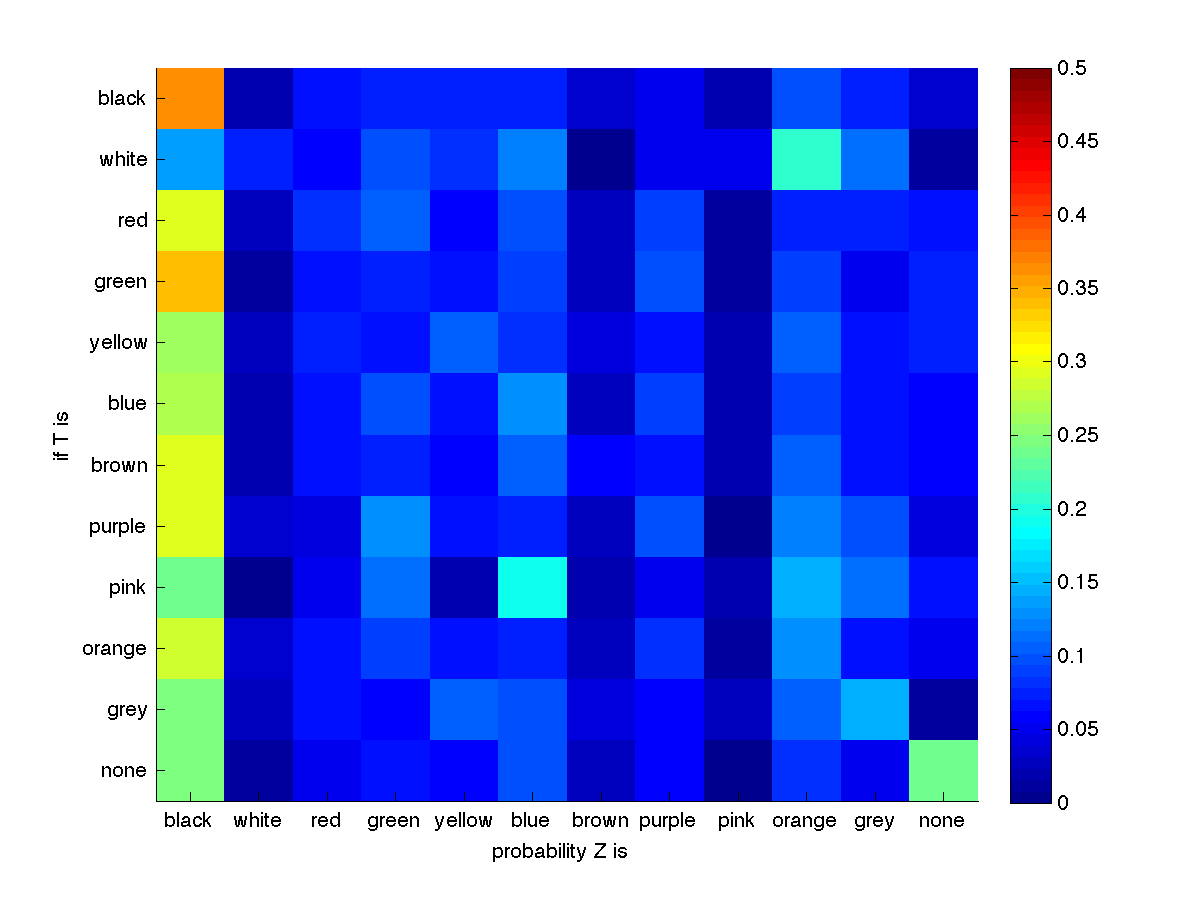 black
white
red
green
yellow
blue
brown
purple
pink
orange
grey
none
if T is
black white red green yellow blue brown purple pink orange grey none
probability Z is
0.5
0.45
0.4
0.35
0.3
0.25
0.2
0.15
0.1
0.05
0